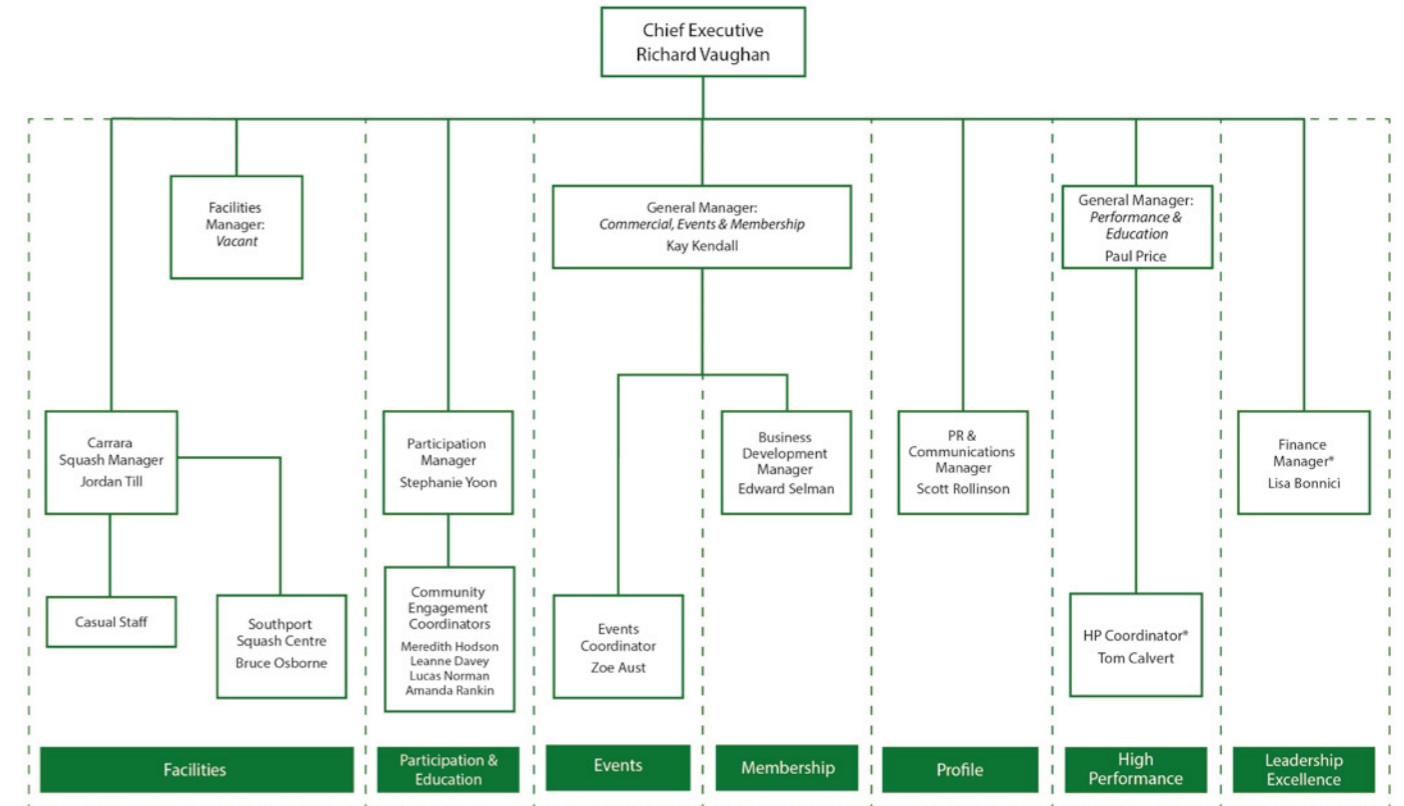 Chief Executive
Richard Vaughan
Facilities
Manager:
Vacant
General Manager:
Commercial, Events & Membership
Kay Kendall
General Manager:
Performance &
Education
Paul Price
Carrara
Squash Manager
Jordan Till
Participation
Manager
Stephanie Yoon
Business
Development
Manager
Edward Selman
PR &
Communications
Manager
Scott Rollinson
Finance
Manager*
Lisa Bonnici
Casual Staff
Southport
Squash Centre
Bruce Osborne
Community
Engagement
Coordinators
Meredith Hodson
Leanne Davey
Lucas Norman
Amanda Rankin
Events
Coordinator
Zoe Aust
HP Coordinator*
Tom Calvert
Facilities
Participation &
Education
Events
Membership
Profile
High
Performance
Leadership
Excellence